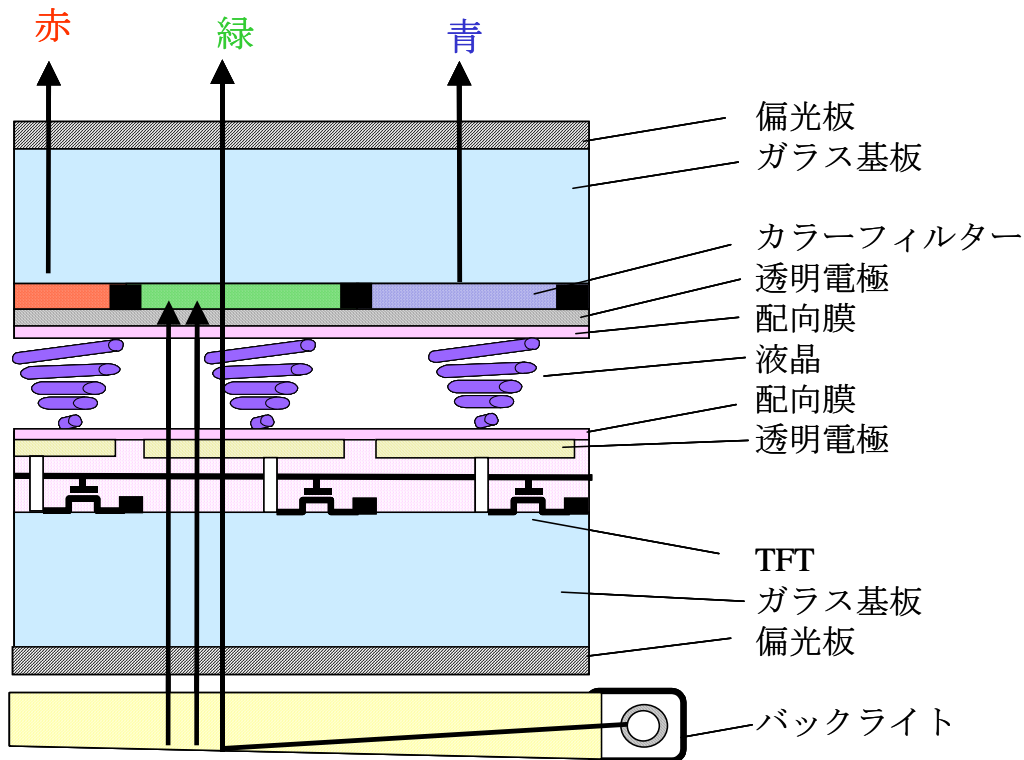 赤
緑
青
偏光板
ガラス基板
カラーフィルター
透明電極
配向膜
液晶
配向膜
透明電極
TFT
ガラス基板
偏光板
バックライト